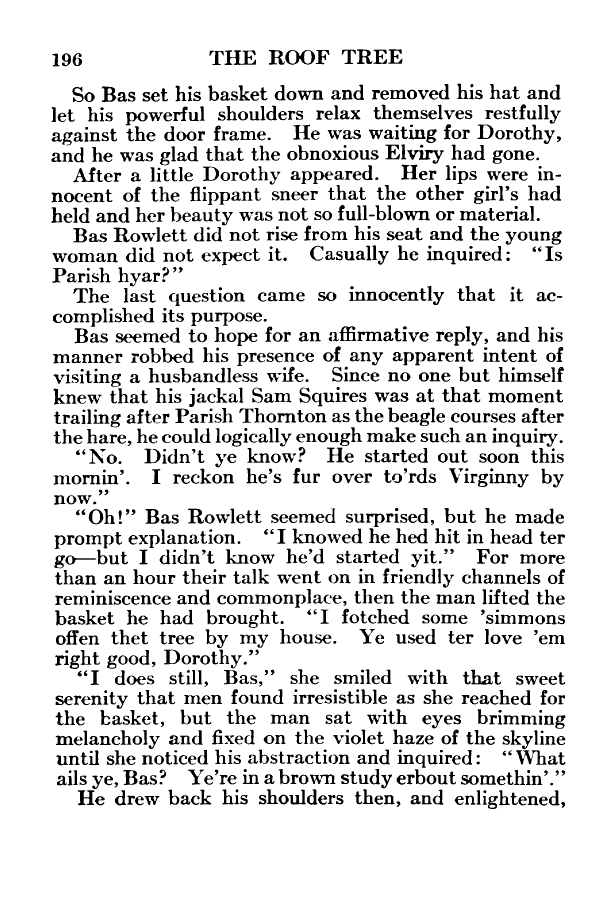 196 THE ROOF TREE
So Bas set his basket down and removed his hat and
let his powerful shoulders relax themselves restfully
against the door frame. He was waiting for Dorothy,
and he was glad that the obnoxious Elviry had gone.
After a little Dorothy appeared. Her lips were in-
nocent of the flippant sneer that the other girl's had
held and her beauty was not so full-blown or material.
Bas Rowlett did not rise from his seat and the young
woman did not expect it. Casually he inquired: "Is
Parish hyar?"
The last question came so innocently that it ac-
complished its purpose.
Bas seemed to hope for an affirmative reply, and his
manner robbed his presence of any apparent intent of
visiting a husbandless wife. Since no one but himself
knew that his jackal Sam Squires was at that moment
trailing after Parish Thornton as the beagle courses after
the hare, he could logically enough make such an inquiry.
"No. Didn't ye know? He started out soon this
mornin'. I reckon he's fur over to'rds Virginny by
now."
"Oh!" Bas Rowlett seemed surprised, but he made
prompt explanation. "I knowed he hed hit in head ter
go—but I didn't know he'd started yit." For more
than an hour their talk went on in friendly channels of
reminiscence and commonplace, then the man lifted the
basket he had brought. "I fotched some 'simmons
offen thet tree by my house. Ye used ter love 'em
right good, Dorothy."
"I does still, Bas," she smiled with that sweet
serenity that men found irresistible as she reached for
the basket, but the man sat with eyes brimming
melancholy and fixed on the violet haze of the skyline
until she noticed his abstraction and inquired: "What
ails ye, Bas? Ye're in a brown study erbout somethin'."
He drew back his shoulders then, and enlightened,